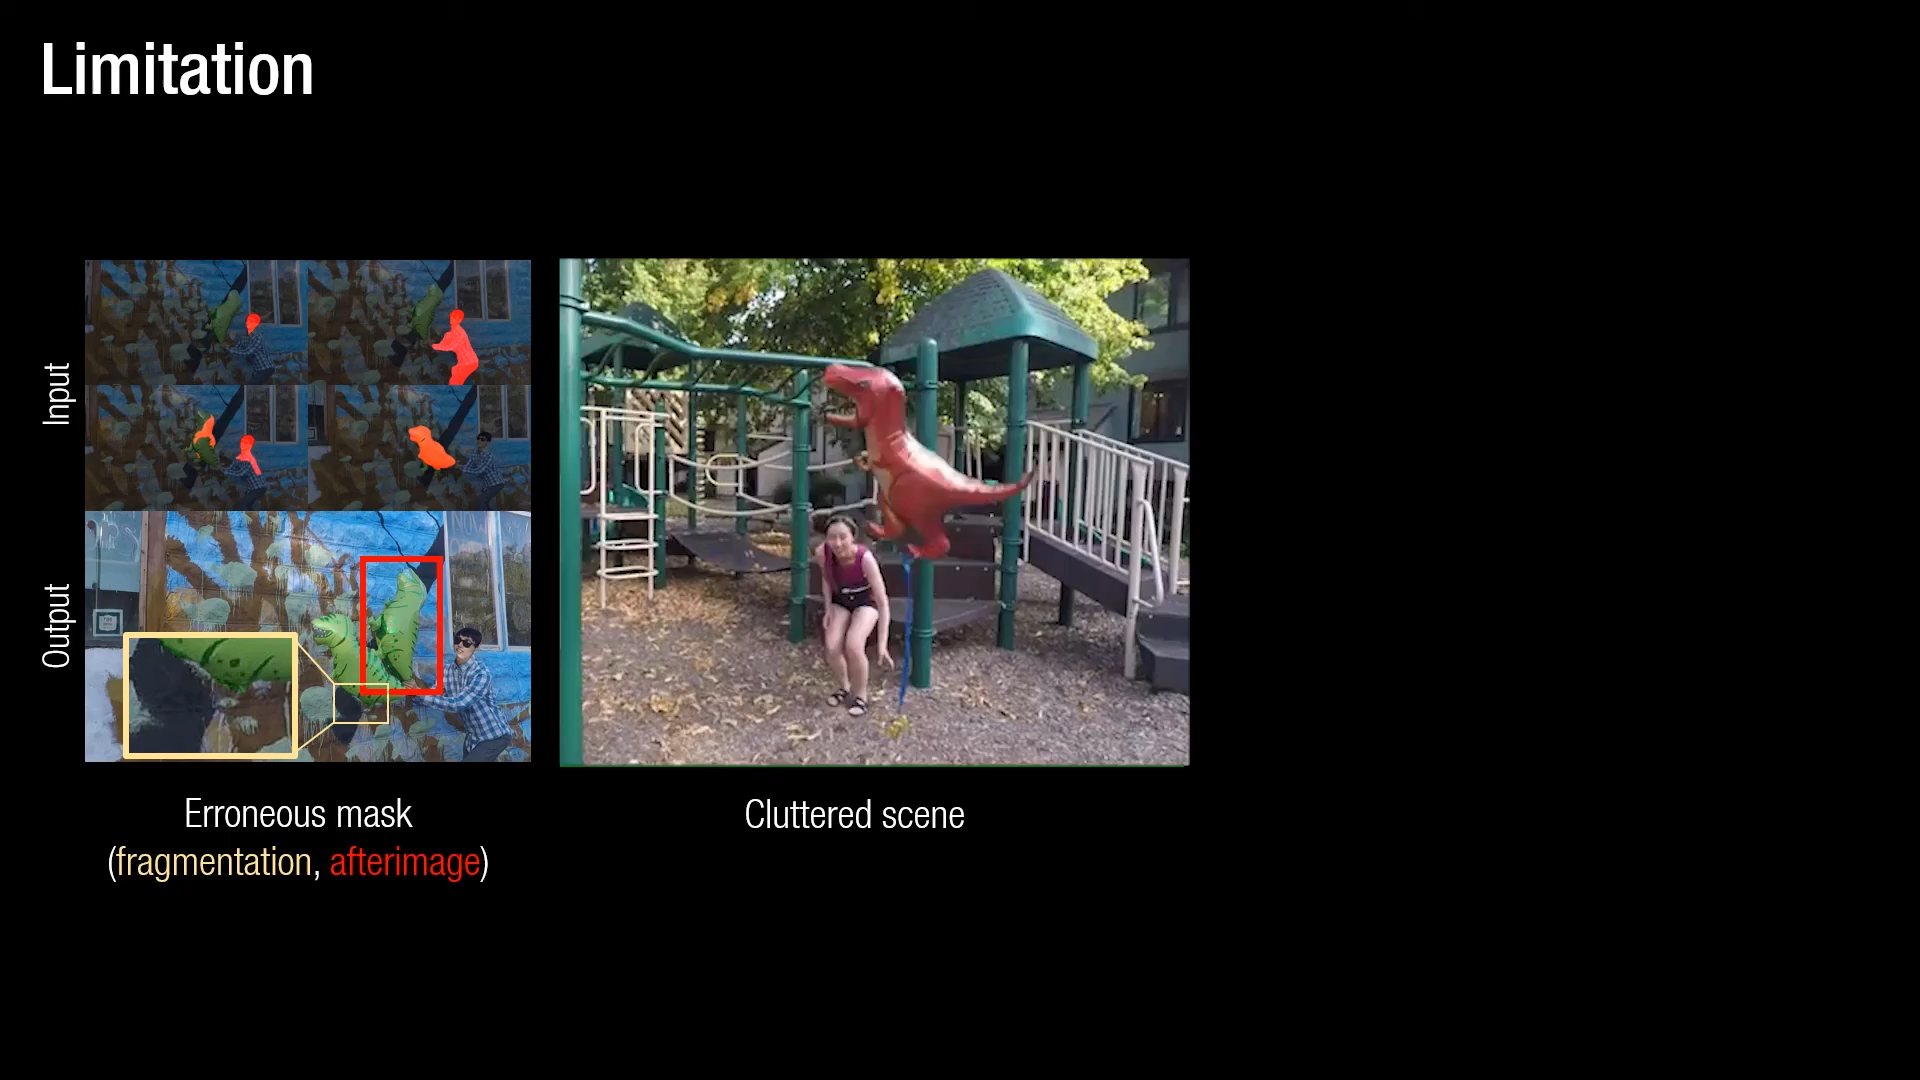 Limitation
Input
Output
Erroneous mask
(fragmentation, afterimage)
Cluttered scene